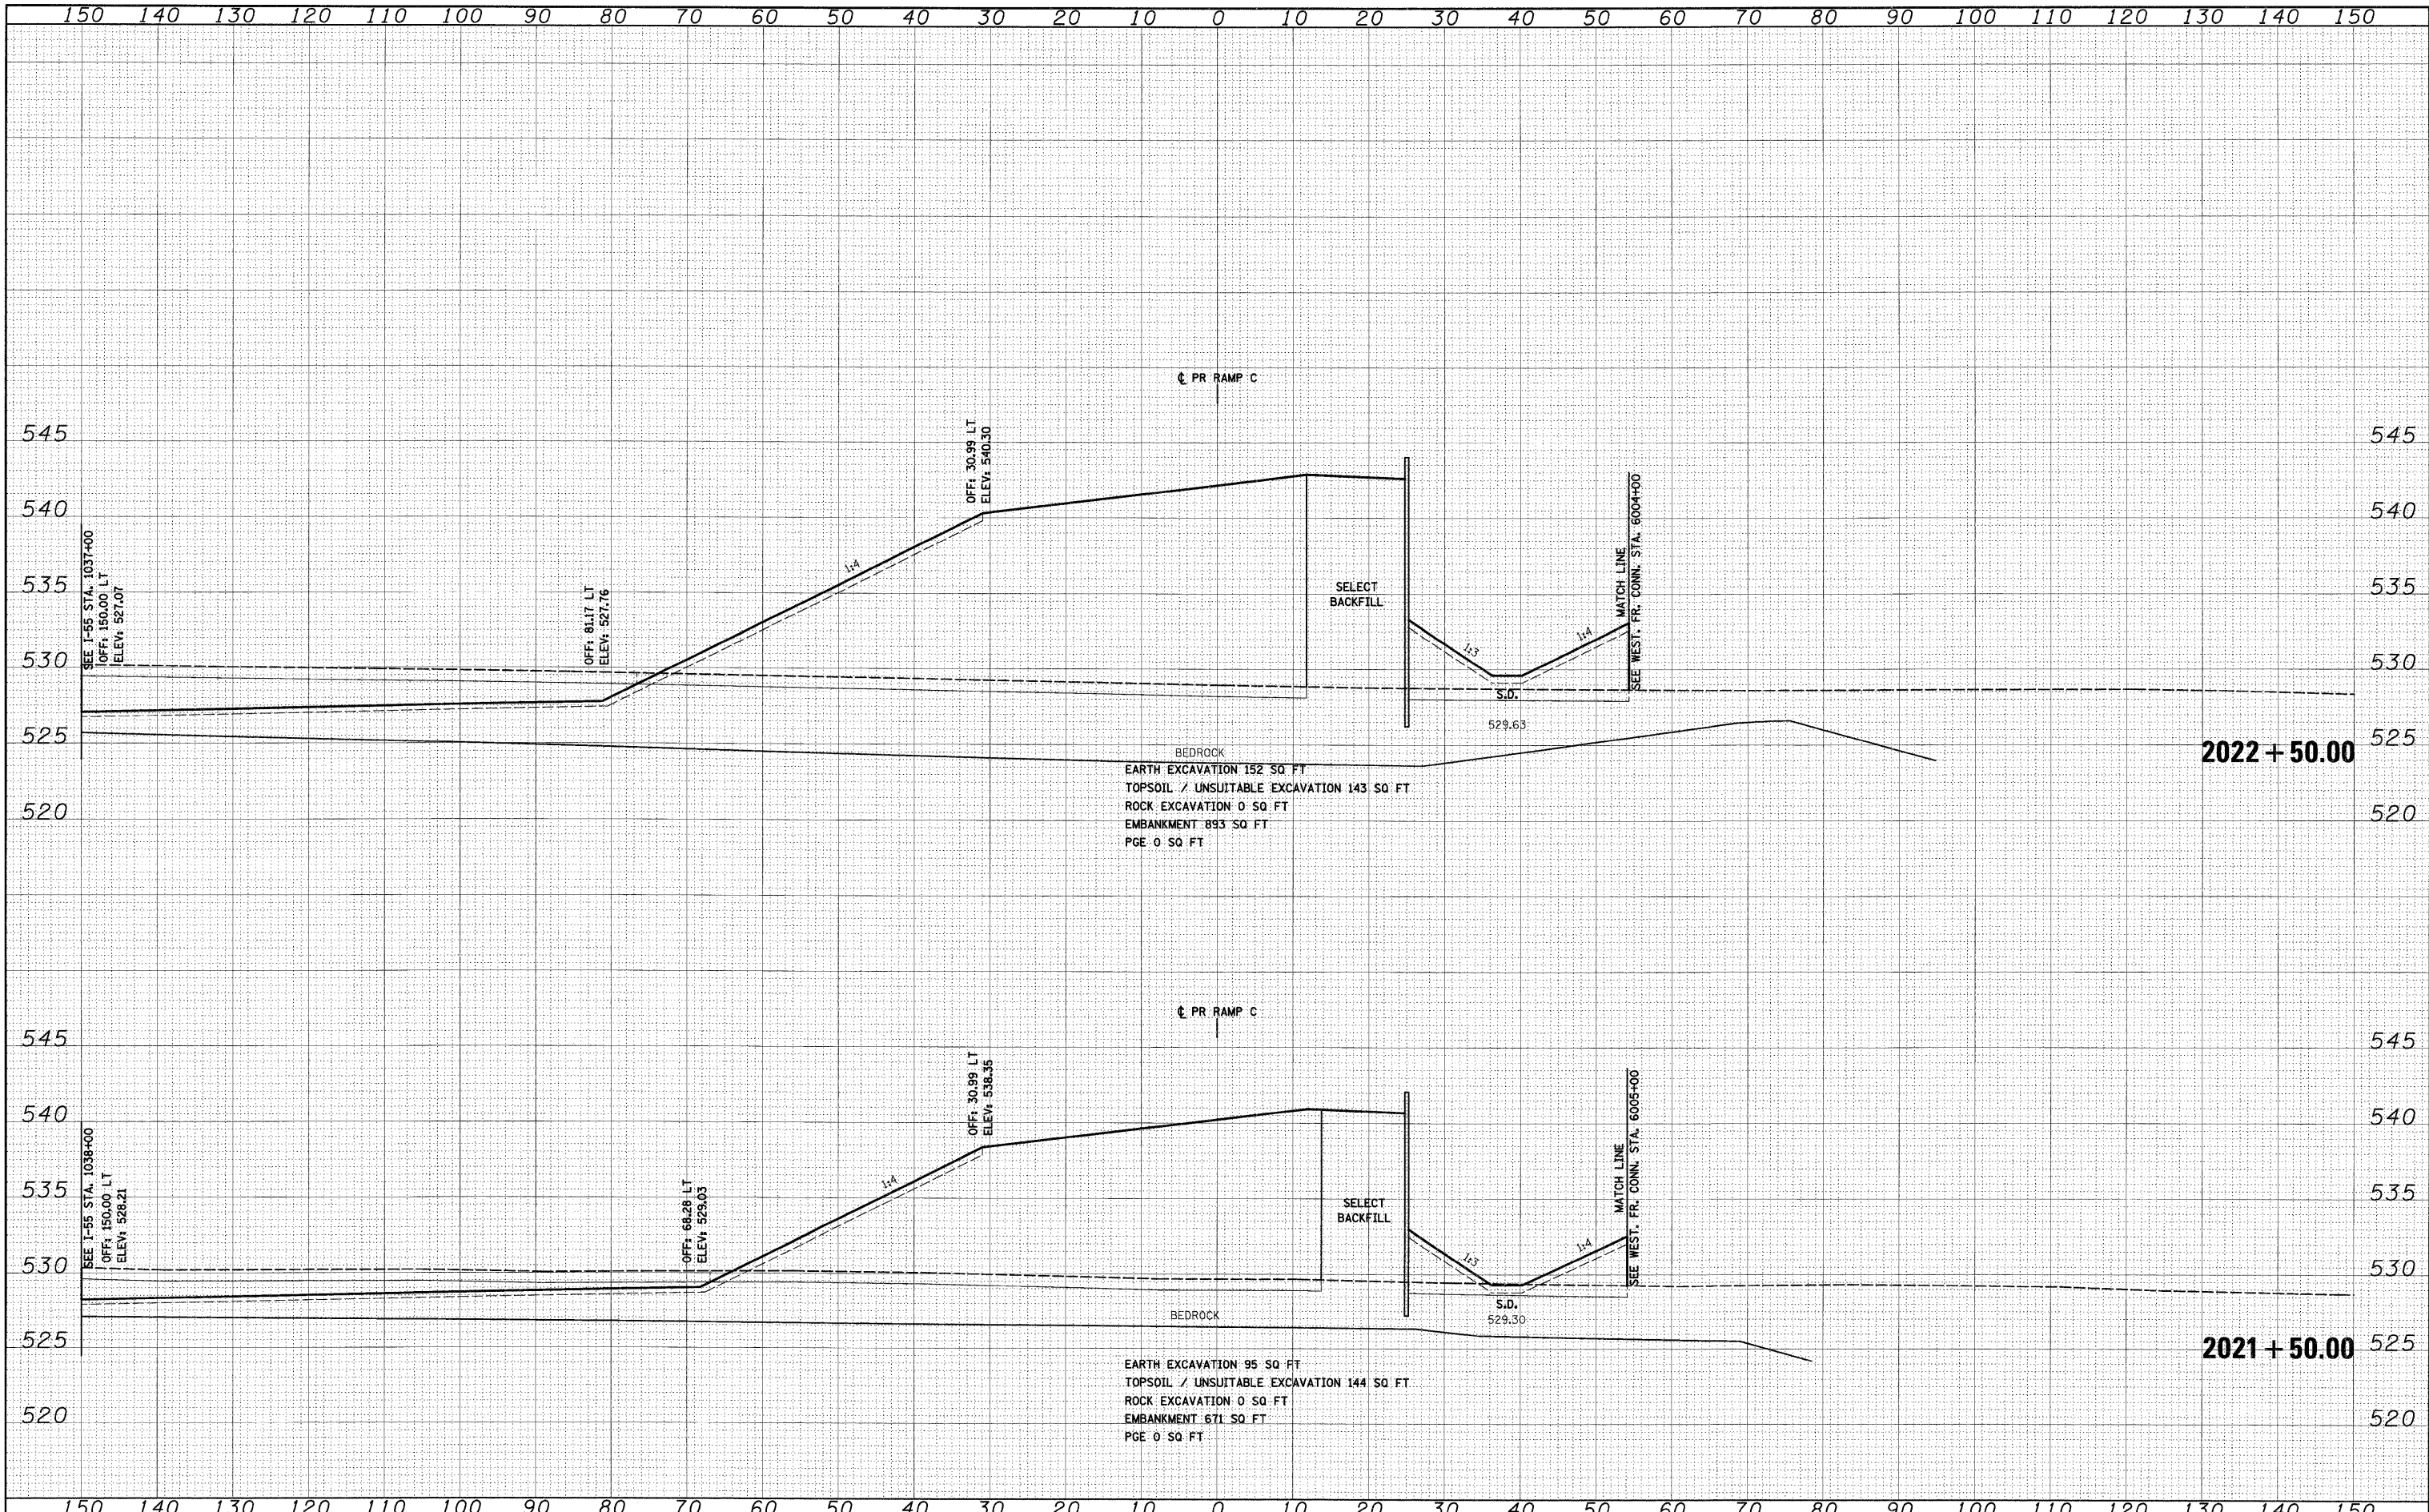 150 140 130 120 110 100 90 80 70 60 50 40 30 20 10 0 10 20 30 40 50 60 70 80 90 100 110 120 130 140 150
℄ PR RAMP C
545 545
540 540
535 535
530 530
525 525
520 520
SEE I-55 STA. 1037+00
OFF: 150.00 LT
ELEV: 527.07
OFF: 81.17 LT
ELEV: 527.76
1:4
OFF: 30.99 LT
ELEV: 540.30
SELECT
BACKFILL
1:3
S.D.
529.63
1:4
MATCH LINE
SEE WEST. FR. CONN. STA. 6004+00
BEDROCK
EARTH EXCAVATION 152 SQ FT
TOPSOIL / UNSUITABLE EXCAVATION 143 SQ FT
ROCK EXCAVATION 0 SQ FT
EMBANKMENT 893 SQ FT
PGE 0 SQ FT
2022+50.00
℄ PR RAMP C
545 545
540 540
535 535
530 530
525 525
520 520
SEE I-55 STA. 1038+00
OFF: 150.00 LT
ELEV: 528.21
OFF: 68.28 LT
ELEV: 529.03
1:4
OFF: 30.99 LT
ELEV: 538.35
SELECT
BACKFILL
1:3
S.D.
529.30
1:4
MATCH LINE
SEE WEST. FR. CONN. STA. 6005+00
BEDROCK
EARTH EXCAVATION 95 SQ FT
TOPSOIL / UNSUITABLE EXCAVATION 144 SQ FT
ROCK EXCAVATION 0 SQ FT
EMBANKMENT 671 SQ FT
PGE 0 SQ FT
2021+50.00
150 140 130 120 110 100 90 80 70 60 50 40 30 20 10 0 10 20 30 40 50 60 70 80 90 100 110 120 130 140 150